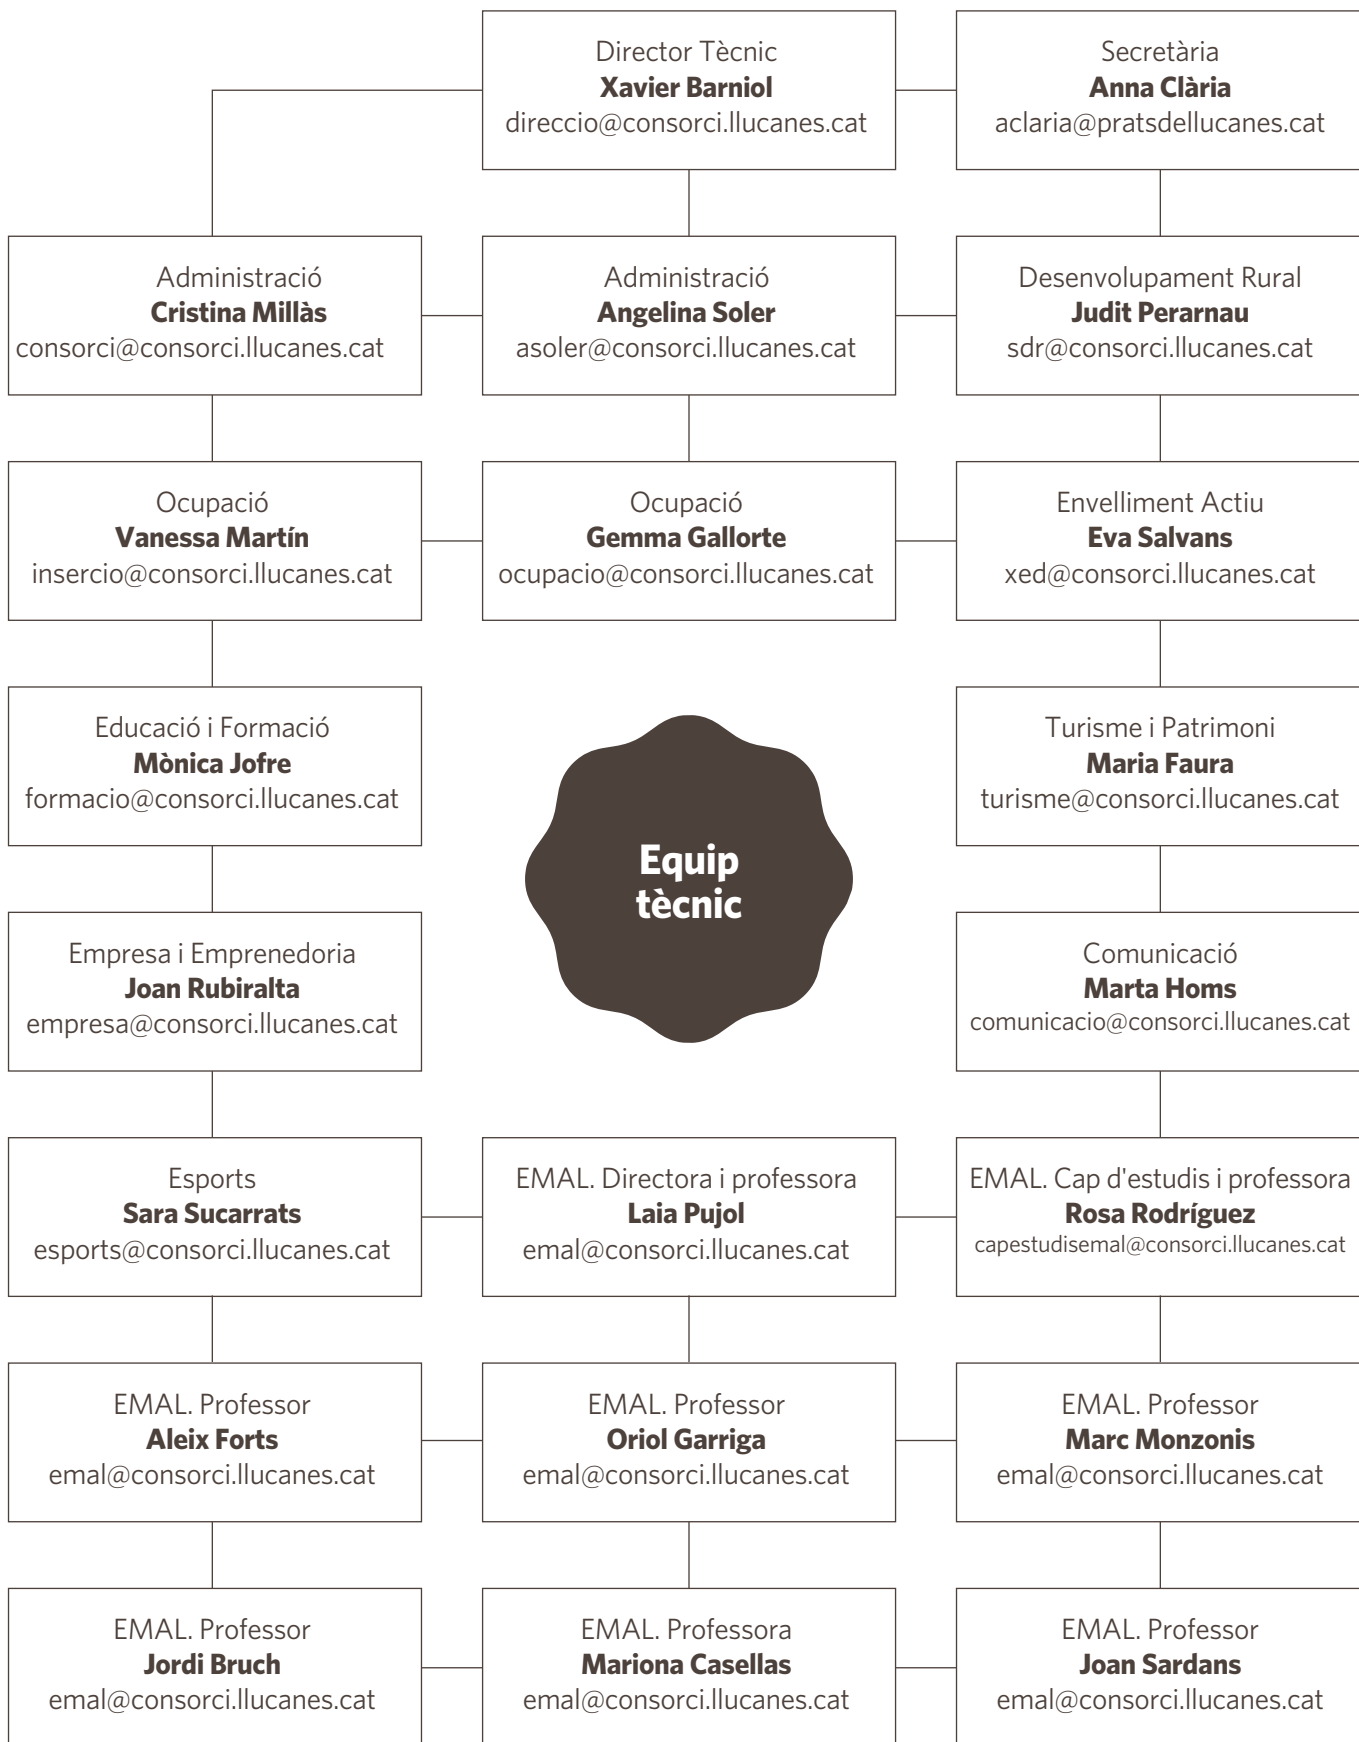 Director Tècnic
Xavier Barniol
direccio@consorci.llucanes.cat
Secretària
Anna Clària
aclaria@pratsdellucanes.cat
Administració
Cristina Millàs
consorci@consorci.llucanes.cat
Administració
Angelina Soler
asoler@consorci.llucanes.cat
Desenvolupament Rural
Judit Perarnau
sdr@consorci.llucanes.cat
Ocupació
Vanessa Martín
insercio@consorci.llucanes.cat
Ocupació
Gemma Gallorte
ocupacio@consorci.llucanes.cat
Envelliment Actiu
Eva Salvans
xed@consorci.llucanes.cat
Educació i Formació
Mònica Jofre
formacio@consorci.llucanes.cat
Equip
tècnic
Turisme i Patrimoni
Maria Faura
turisme@consorci.llucanes.cat
Empresa i Emprenedoria
Joan Rubiralta
empresa@consorci.llucanes.cat
Comunicació
Marta Homs
comunicacio@consorci.llucanes.cat
Esports
Sara Sucarrats
esports@consorci.llucanes.cat
EMAL. Directora i professora
Laia Pujol
emal@consorci.llucanes.cat
EMAL. Cap d'estudis i professora
Rosa Rodríguez
capestudisemal@consorci.llucanes.cat
EMAL. Professor
Aleix Forts
emal@consorci.llucanes.cat
EMAL. Professor
Oriol Garriga
emal@consorci.llucanes.cat
EMAL. Professor
Marc Monzonis
emal@consorci.llucanes.cat
EMAL. Professor
Jordi Bruch
emal@consorci.llucanes.cat
EMAL. Professora
Mariona Casellas
emal@consorci.llucanes.cat
EMAL. Professor
Joan Sardans
emal@consorci.llucanes.cat